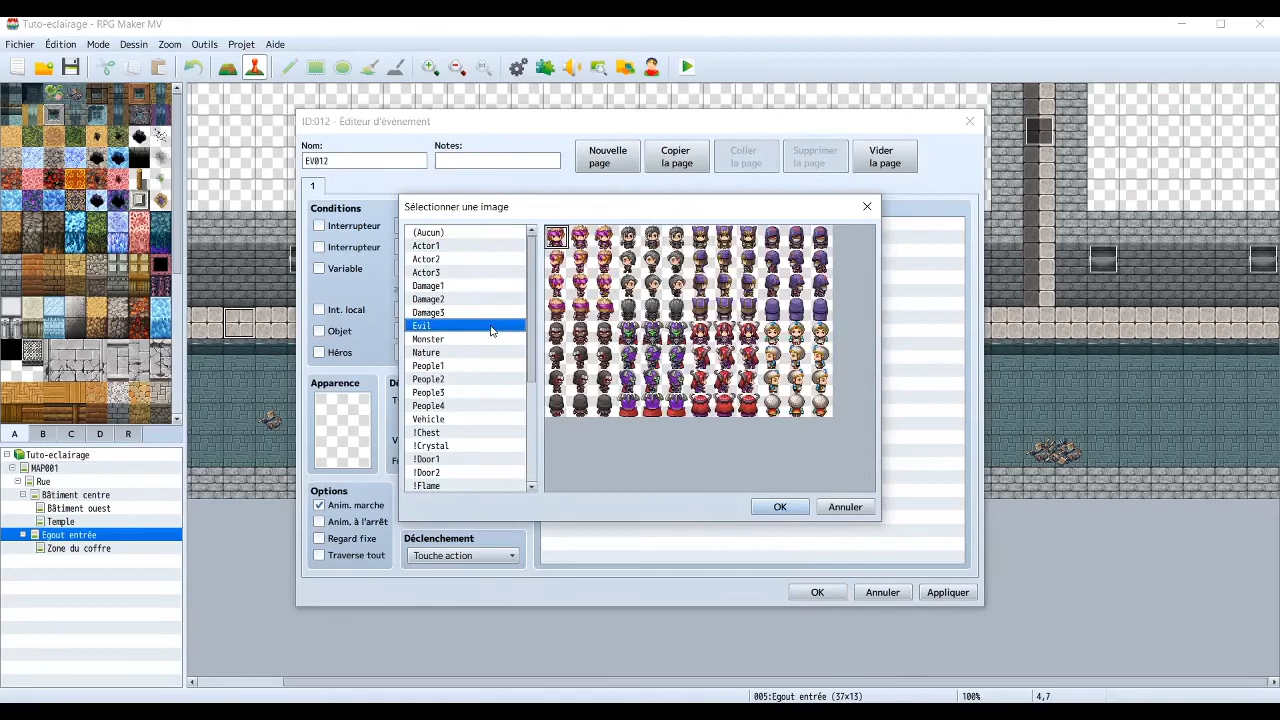 Tuto-eclairage - RPG Maker MV
Fichier Édition Mode Dessin Zoom Outils Projet Aide
ID:012 - Éditeur d'évènement
Nom: Notes:
EV012
Nouvelle page
Copier la page
Coller la page
Supprimer la page
Vider la page
1
Conditions
Interrupteur
Interrupteur
Variable
Int. local
Objet
Héros
Apparence
Options
Anim. marche
Anim. à l'arrêt
Regard fixe
Traverse tout
Déclenchement
Touche action
Sélectionner une image
(Aucun)
Actor1
Actor2
Actor3
Damage1
Damage2
Damage3
Evil
Monster
Nature
People1
People2
People3
People4
Vehicle
!Chest
!Crystal
!Door1
!Door2
!Flame
OK Annuler
OK Annuler Appliquer
A B C D R
Tuto-eclairage
MAP001
Rue
Bâtiment centre
Bâtiment ouest
Temple
Egout entrée
Zone du coffre
005:Egout entrée (37×13) 100% 4,7